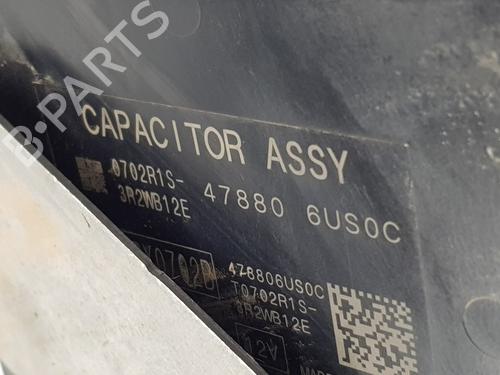 B-PARTS
CAPACITOR ASSY
0702R1S-
3R2WB12E
47880 6US0C
478806US0C
T0702R1S-
3R2WB12E
12V